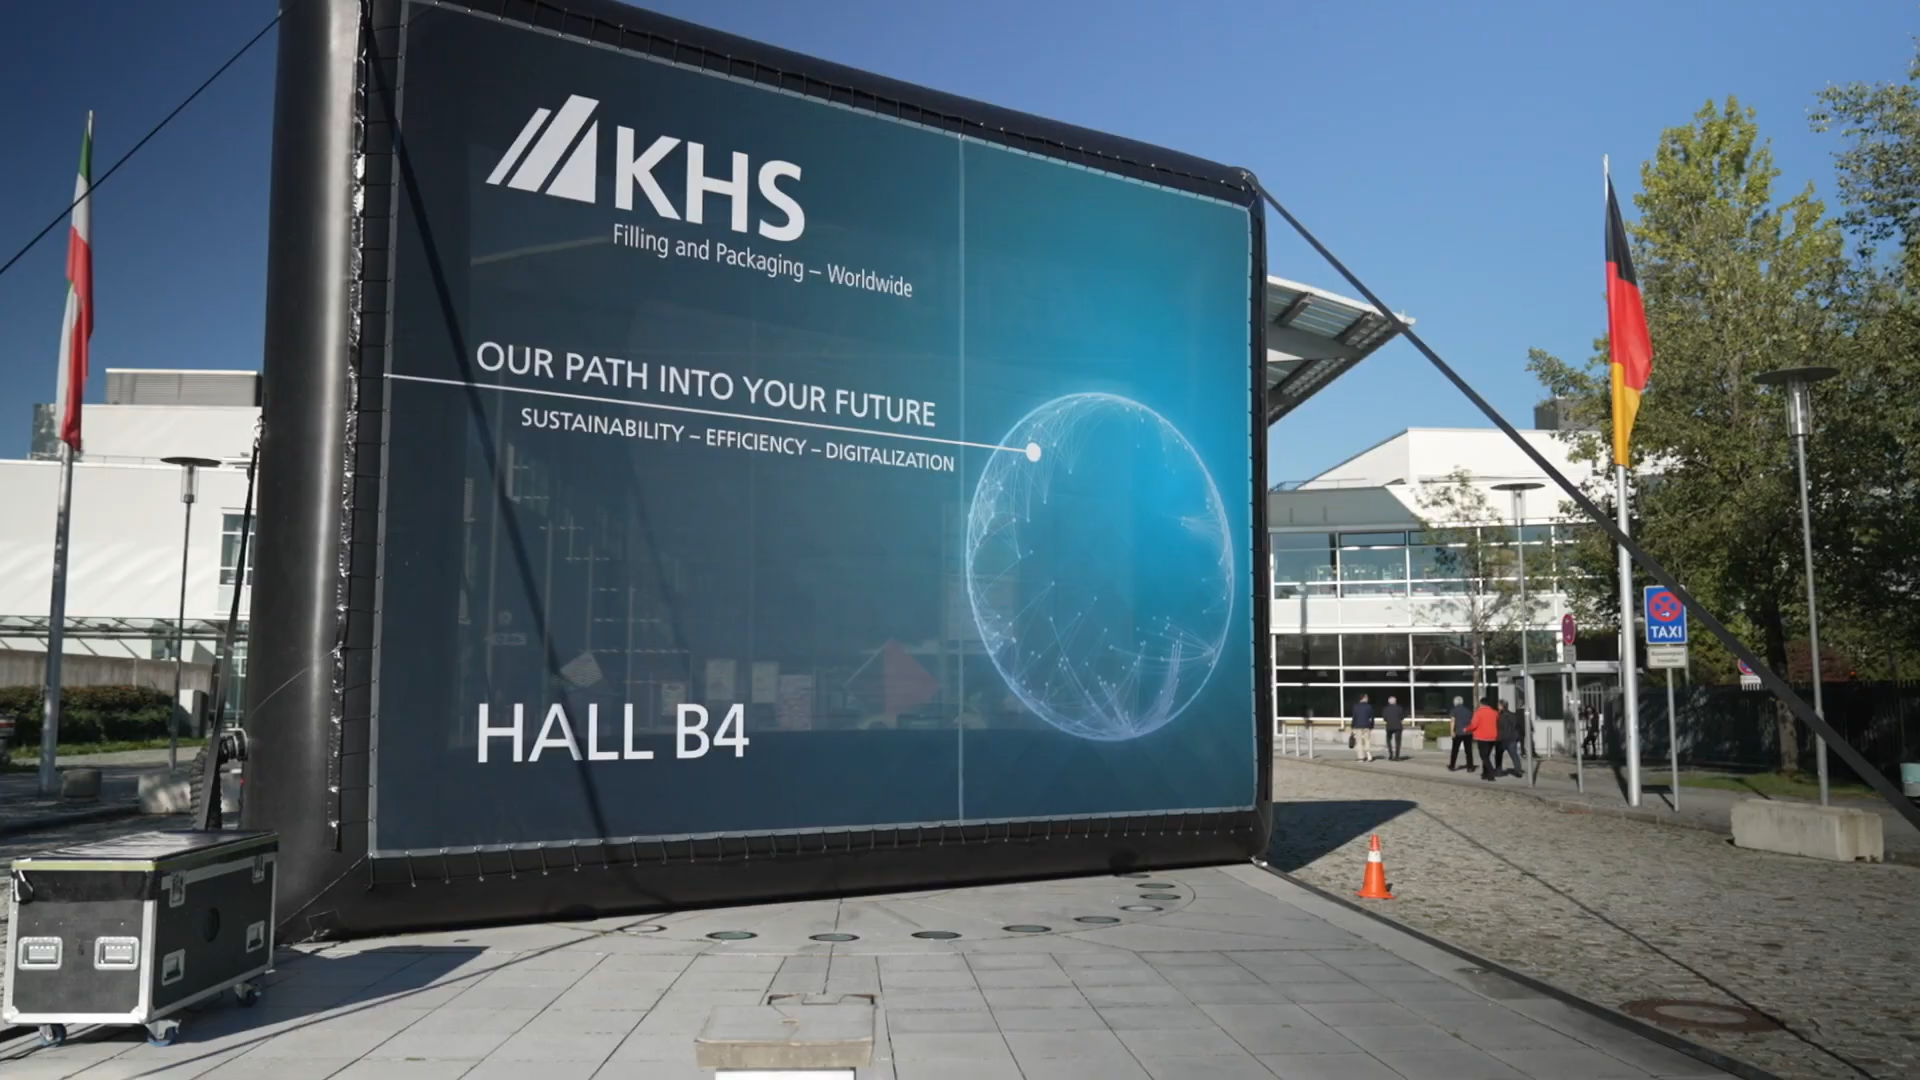 KHS
Filling and Packaging – Worldwide
OUR PATH INTO YOUR FUTURE
SUSTAINABILITY – EFFICIENCY – DIGITALIZATION
HALL B4
TAXI